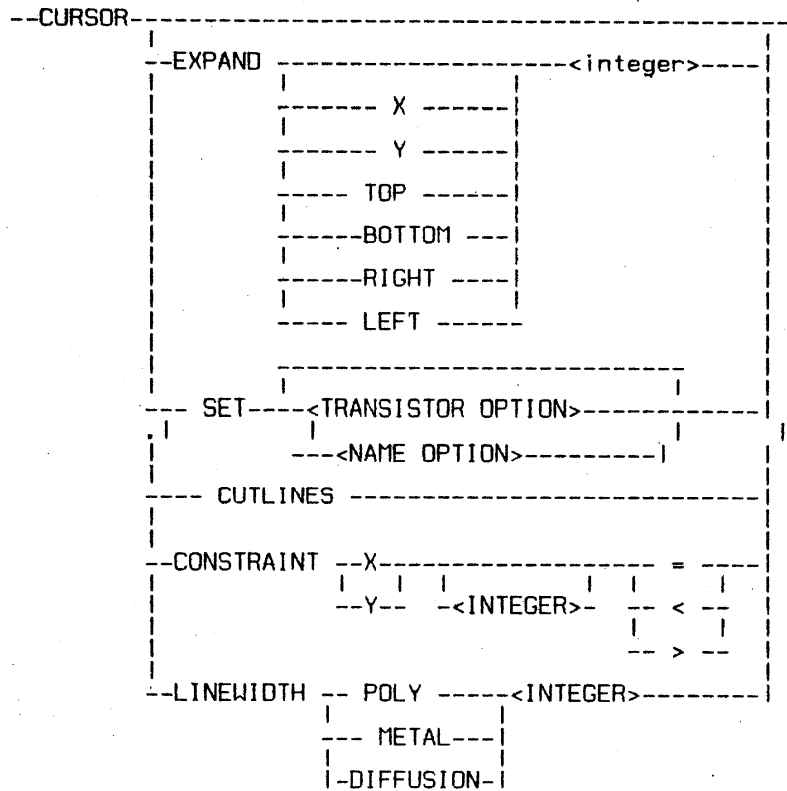 --CURSOR--
--EXPAND ----<integer>----
X
Y
TOP
BOTTOM
RIGHT
LEFT
--- SET----<TRANSISTOR OPTION>----
---<NAME OPTION>----
---- CUTLINES ----
--CONSTRAINT --X---- = ----
--Y-- -<INTEGER>- -- < --
-- > --
--LINEWIDTH -- POLY -----<INTEGER>----
--- METAL---
-DIFFUSION-